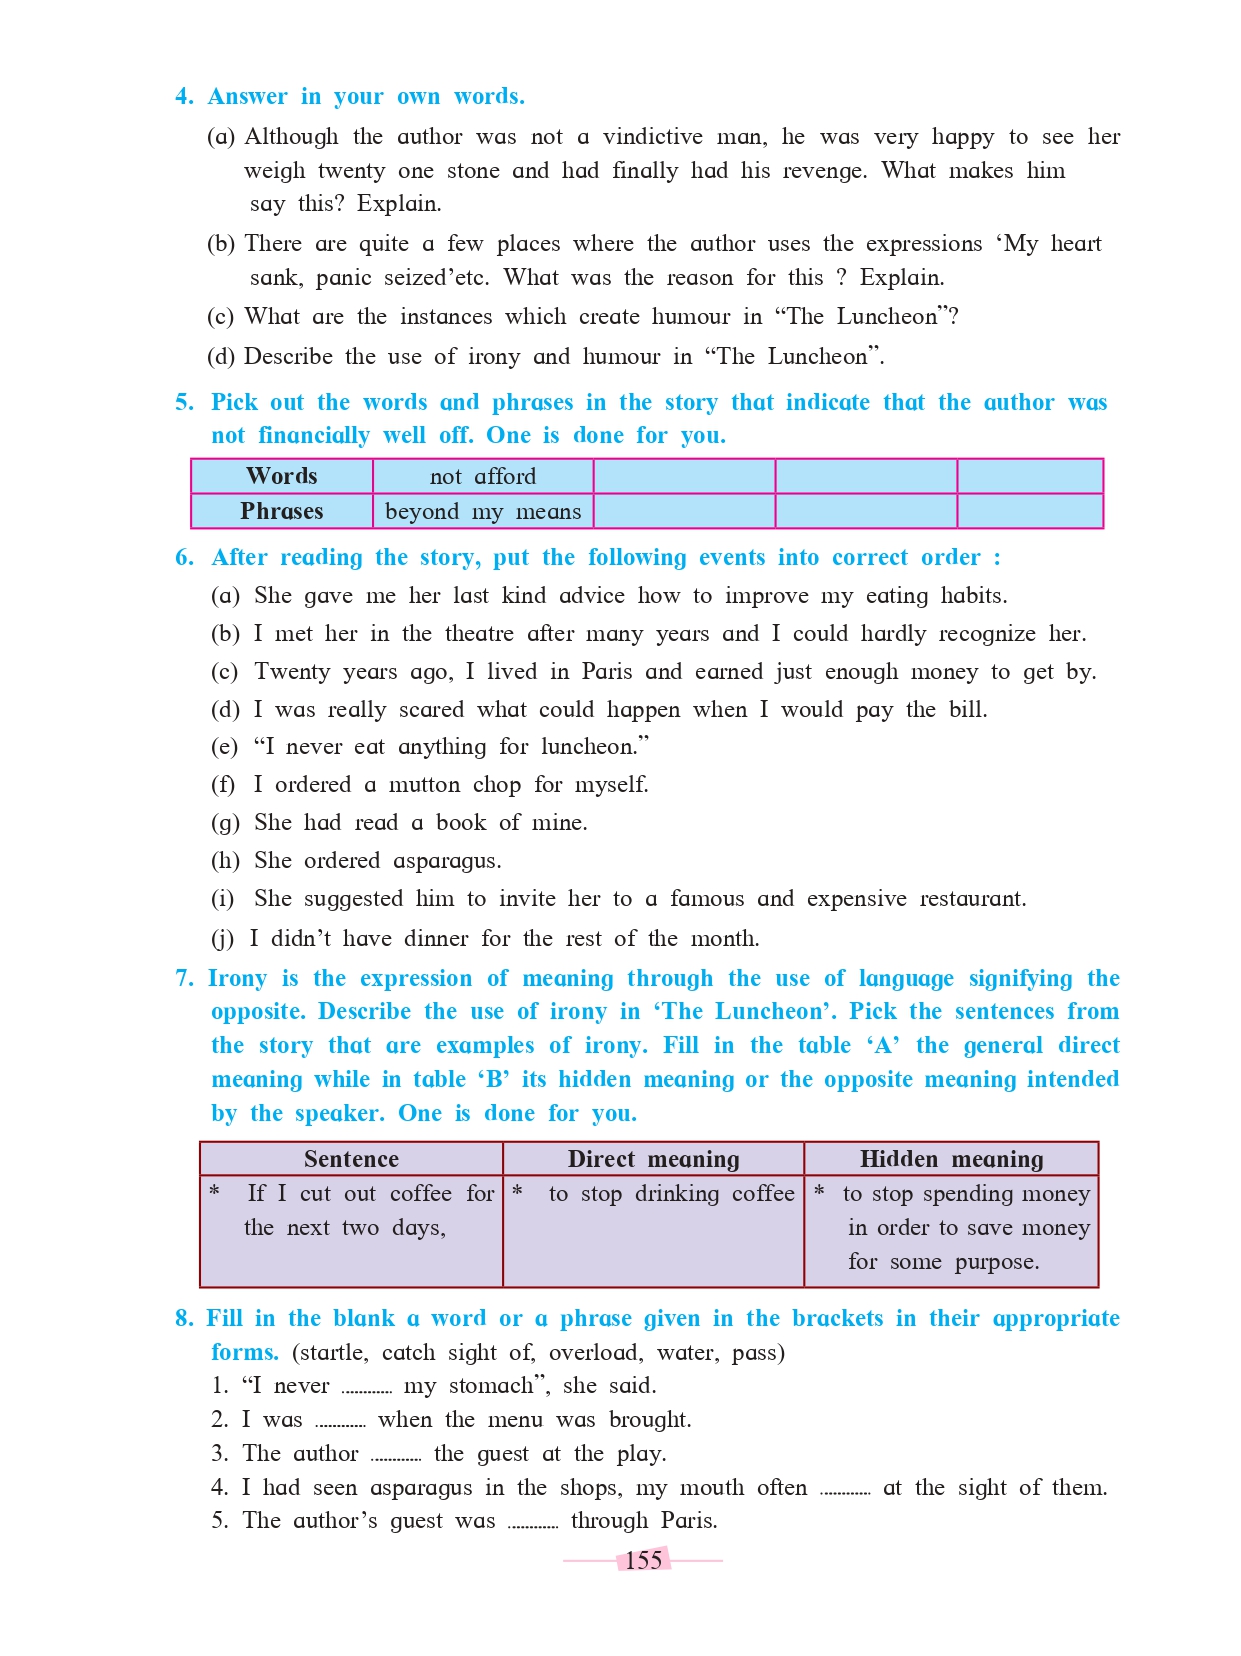 4. Answer in your own words.
(a) Although the author was not a vindictive man, he was very happy to see her
weigh twenty one stone and had finally had his revenge. What makes him
say this? Explain.
(b) There are quite a few places where the author uses the expressions ‘My heart
sank, panic seized’etc. What was the reason for this ? Explain.
(c) What are the instances which create humour in “The Luncheon”?
(d) Describe the use of irony and humour in “The Luncheon”.
5. Pick out the words and phrases in the story that indicate that the author was
not financially well off. One is done for you.
Words not afford
Phrases beyond my means
6. After reading the story, put the following events into correct order :
(a) She gave me her last kind advice how to improve my eating habits.
(b) I met her in the theatre after many years and I could hardly recognize her.
(c) Twenty years ago, I lived in Paris and earned just enough money to get by.
(d) I was really scared what could happen when I would pay the bill.
(e) “I never eat anything for luncheon.”
(f) I ordered a mutton chop for myself.
(g) She had read a book of mine.
(h) She ordered asparagus.
(i) She suggested him to invite her to a famous and expensive restaurant.
(j) I didn’t have dinner for the rest of the month.
7. Irony is the expression of meaning through the use of language signifying the
opposite. Describe the use of irony in ‘The Luncheon’. Pick the sentences from
the story that are examples of irony. Fill in the table ‘A’ the general direct
meaning while in table ‘B’ its hidden meaning or the opposite meaning intended
by the speaker. One is done for you.
Sentence Direct meaning Hidden meaning
* If I cut out coffee for * to stop drinking coffee * to stop spending money
the next two days, in order to save money
for some purpose.
8. Fill in the blank a word or a phrase given in the brackets in their appropriate
forms. (startle, catch sight of, overload, water, pass)
1. “I never ............ my stomach”, she said.
2. I was ............ when the menu was brought.
3. The author ............ the guest at the play.
4. I had seen asparagus in the shops, my mouth often ............ at the sight of them.
5. The author’s guest was ............ through Paris.
155